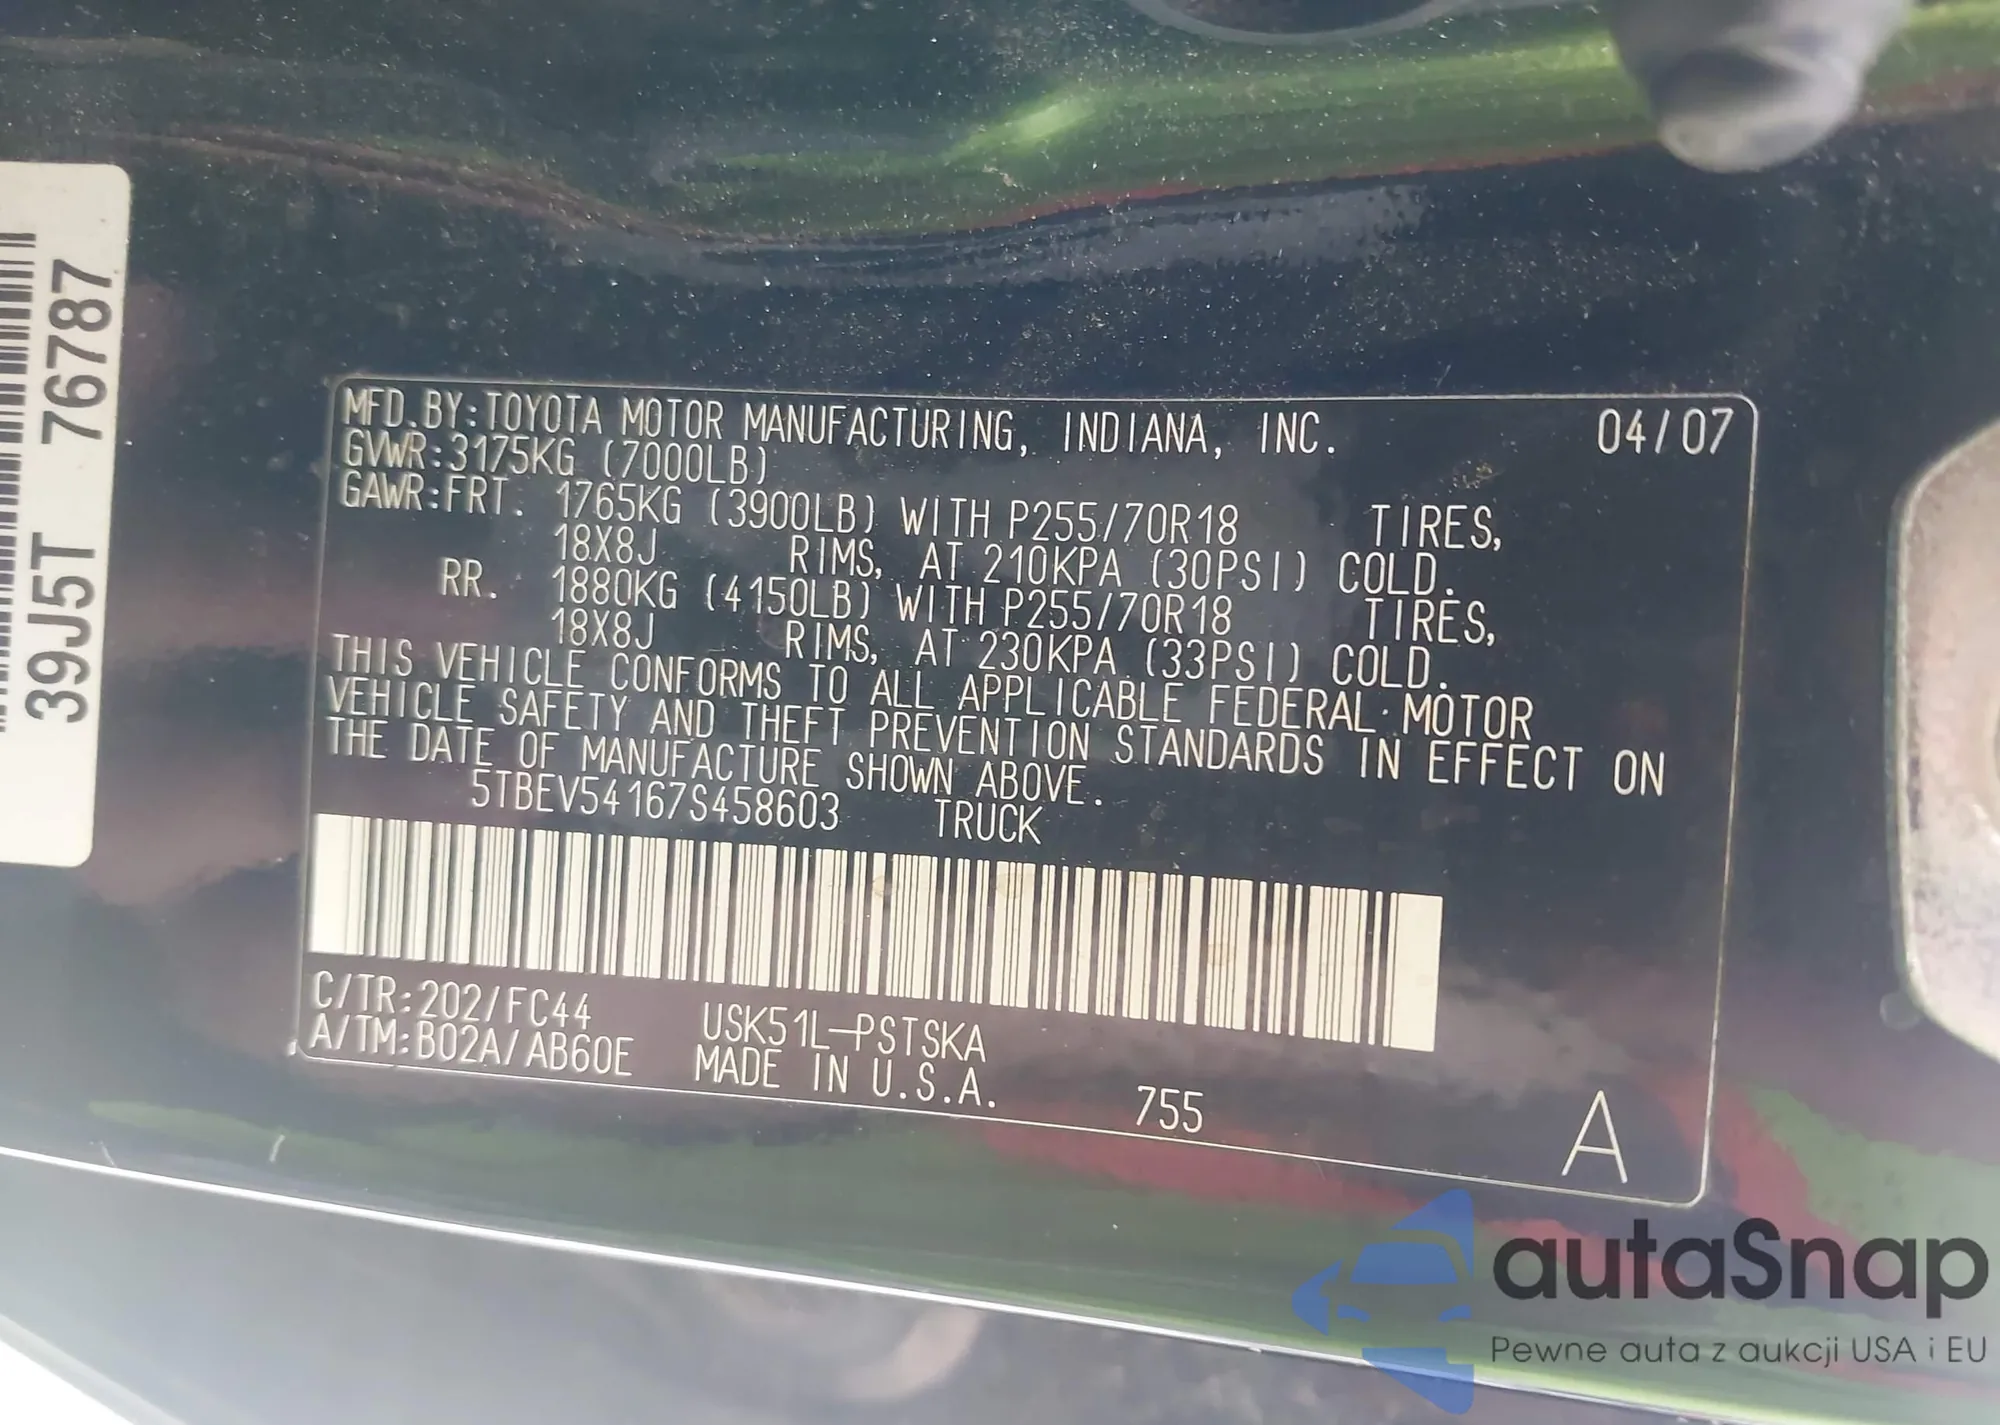 39J5T 76787
MFD.BY:TOYOTA MOTOR MANUFACTURING, INDIANA, INC. 04/07
GVWR:3175KG (7000LB)
GAWR:FRT. 1765KG (3900LB) WITH P255/70R18 TIRES,
18X8J RIMS, AT 210KPA (30PSI) COLD.
RR. 1880KG (4150LB) WITH P255/70R18 TIRES,
18X8J RIMS, AT 230KPA (33PSI) COLD.
THIS VEHICLE CONFORMS TO ALL APPLICABLE FEDERAL MOTOR
VEHICLE SAFETY AND THEFT PREVENTION STANDARDS IN EFFECT ON
THE DATE OF MANUFACTURE SHOWN ABOVE.
5TBEV54167S458603 TRUCK
C/TR:202/FC44 USK51L-PSTSKA
A/TM:B02A/AB60E MADE IN U.S.A. 755 A
autaSnap
Pewne auta z aukcji USA i EU